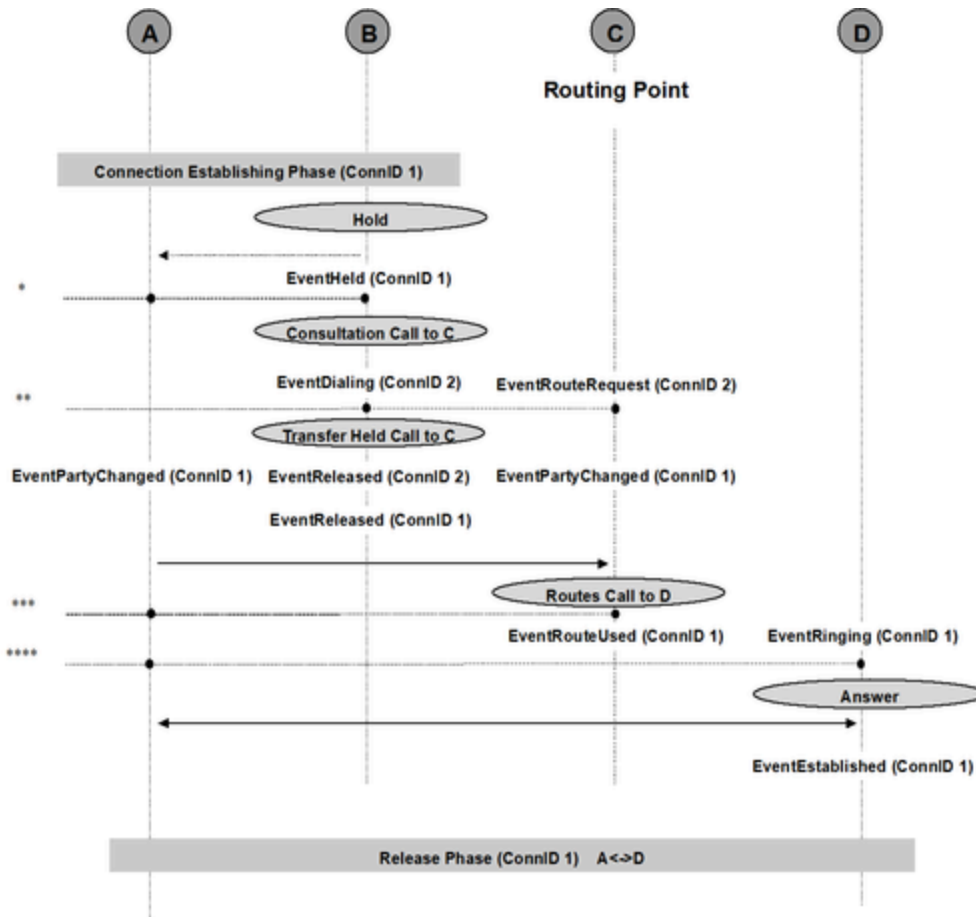 A B C D
Routing Point
Connection Establishing Phase (ConnID 1)
Hold
EventHeld (ConnID 1)
*
Consultation Call to C
EventDialing (ConnID 2) EventRouteRequest (ConnID 2)
**
Transfer Held Call to C
EventPartyChanged (ConnID 1) EventReleased (ConnID 2) EventPartyChanged (ConnID 1)
EventReleased (ConnID 1)
Routes Call to D
***
EventRouteUsed (ConnID 1) EventRinging (ConnID 1)
****
Answer
EventEstablished (ConnID 1)
Release Phase (ConnID 1) A<->D